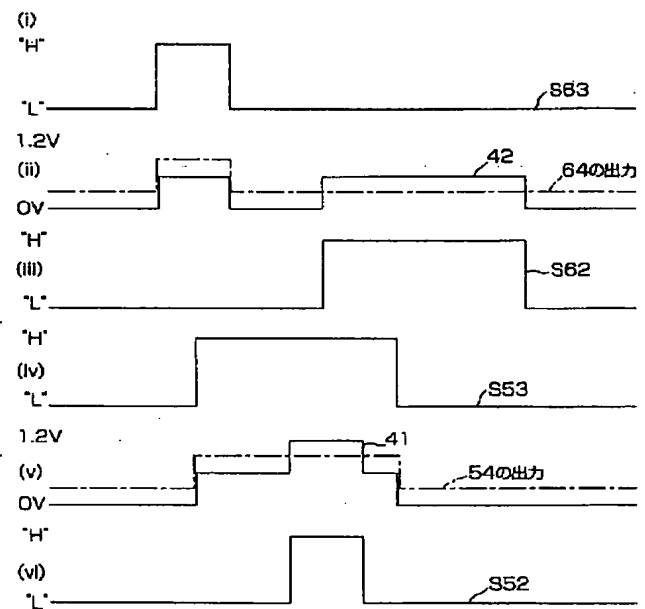 (i)
"H"
S63
"L"
1.2V
(ii)
42
64の出力
0V
"H"
(iii)
S62
"L"
"H"
(iv)
S53
"L"
1.2V
41
(v)
54の出力
0V
"H"
(vi)
S52
"L"